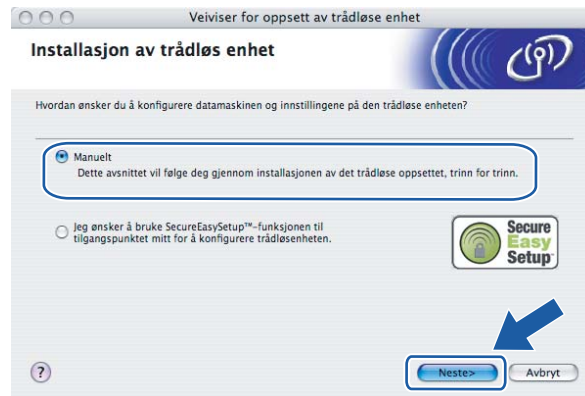 Veiviser for oppsett av trådløse enhet
Installasjon av trådløs enhet
Hvordan ønsker du å konfigurere datamaskinen og innstillingene på den trådløse enheten?
Manuelt
Dette avsnittet vil følge deg gjennom installasjonen av det trådløse oppsettet, trinn for trinn.
Jeg ønsker å bruke SecureEasySetup™-funksjonen til
tilgangspunktet mitt for å konfigurere trådløsenheten.
Secure
Easy
Setup™
?
Neste>
Avbryt